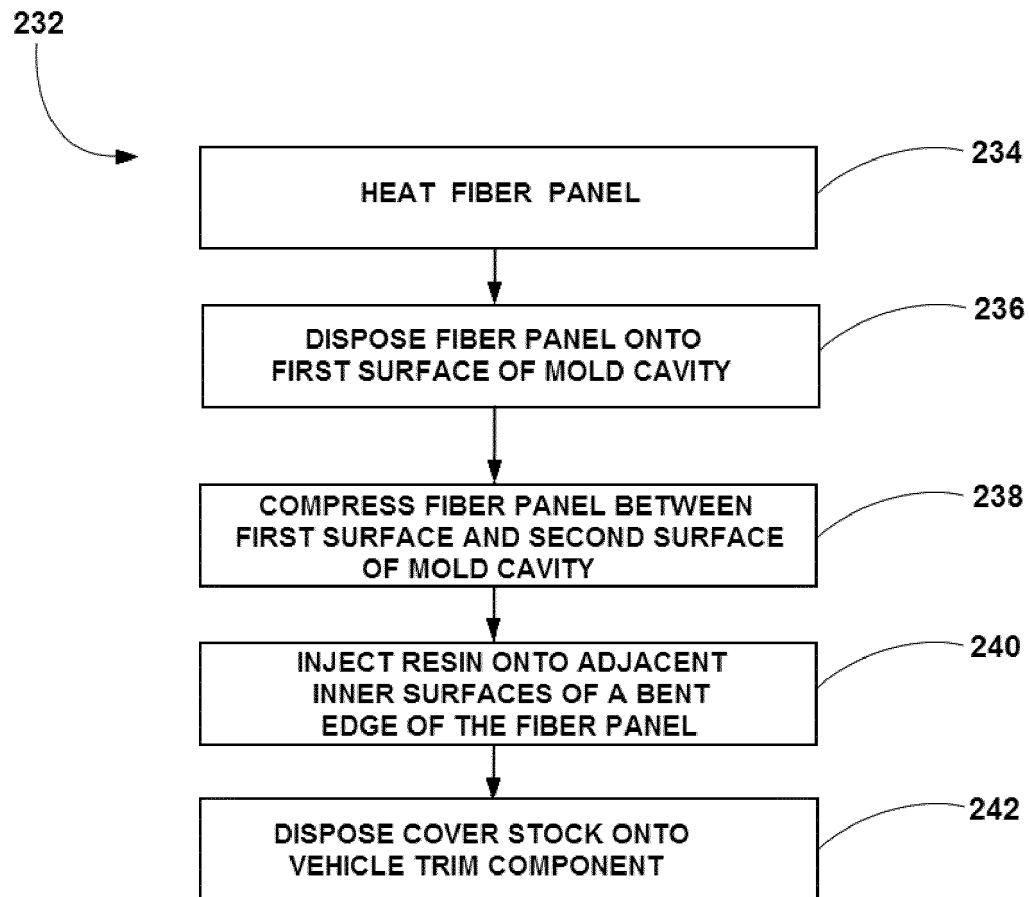 232
HEAT FIBER PANEL
234
DISPOSE FIBER PANEL ONTO
FIRST SURFACE OF MOLD CAVITY
236
COMPRESS FIBER PANEL BETWEEN
FIRST SURFACE AND SECOND SURFACE
OF MOLD CAVITY
238
INJECT RESIN ONTO ADJACENT
INNER SURFACES OF A BENT
EDGE OF THE FIBER PANEL
240
DISPOSE COVER STOCK ONTO
VEHICLE TRIM COMPONENT
242